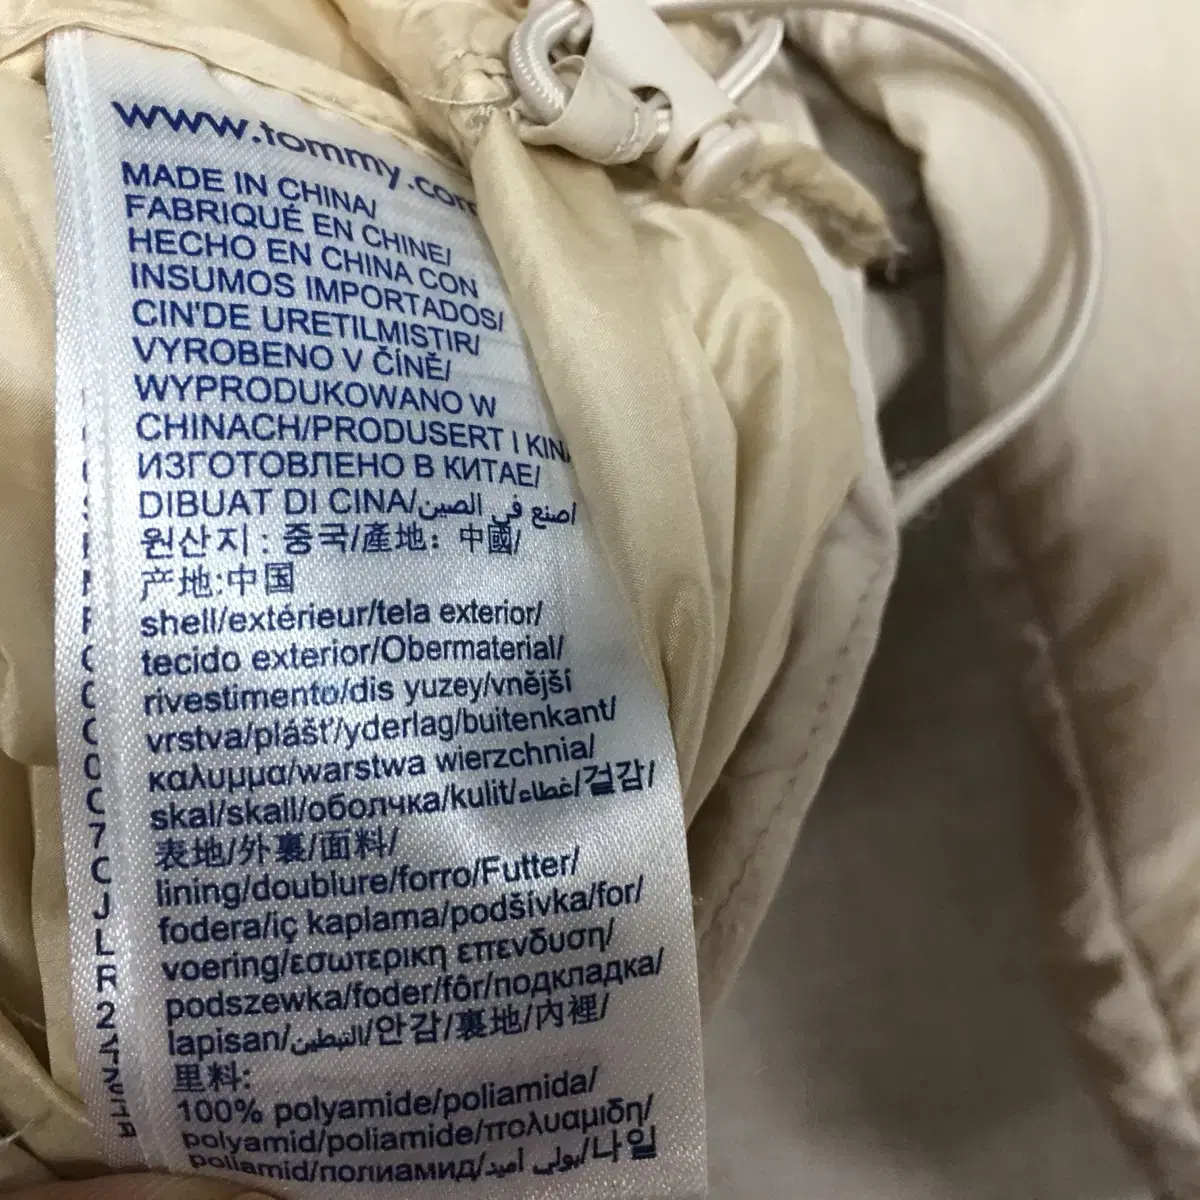 www.tommy.com
MADE IN CHINA/
FABRIQUÉ EN CHINE/
HECHO EN CHINA CON
INSUMOS IMPORTADOS/
CIN'DE URETILMISTIR/
VYROBENO V ČÍNĚ/
WYPRODUKOWANO W
CHINACH/PRODUSERT I KINA
ИЗГОТОВЛЕНО В КИТАЕ/
DIBUAT DI CINA/صنع في الصين/
원산지 : 중국/產地: 中國/
产地:中国
shell/extérieur/tela exterior/
tecido exterior/Obermaterial/
rivestimento/dis yuzey/vnější
vrstva/plášt'/yderlag/buitenkant/
καλυμμα/warstwa wierzchnia/
skal/skall/оболчка/kulit/غطاء/겉감/
表地/外裏/面料/
lining/doublure/forro/Futter/
fodera/iç kaplama/podšívka/for/
voering/εσωτερικη επενδυση/
podszewka/foder/fôr/подкладка/
lapisan/التبطين/안감/裏地/內裡/
里料:
100% polyamide/poliamida/
polyamid/poliamide/πολυαμιδη/
poliamid/полиамид/بولي اميد/나일